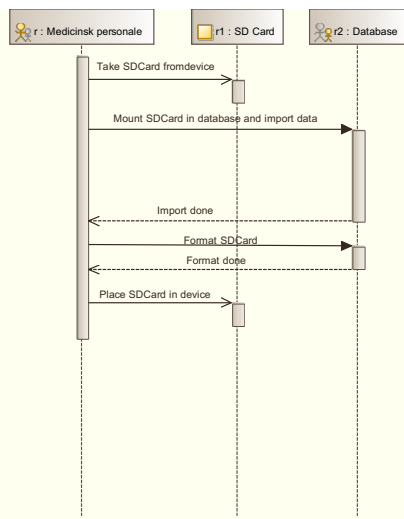 r : Medicinsk personale
r1 : SD Card
r2 : Database
Take SDCard fromdevice
Mount SDCard in database and import data
Import done
Format SDCard
Format done
Place SDCard in device